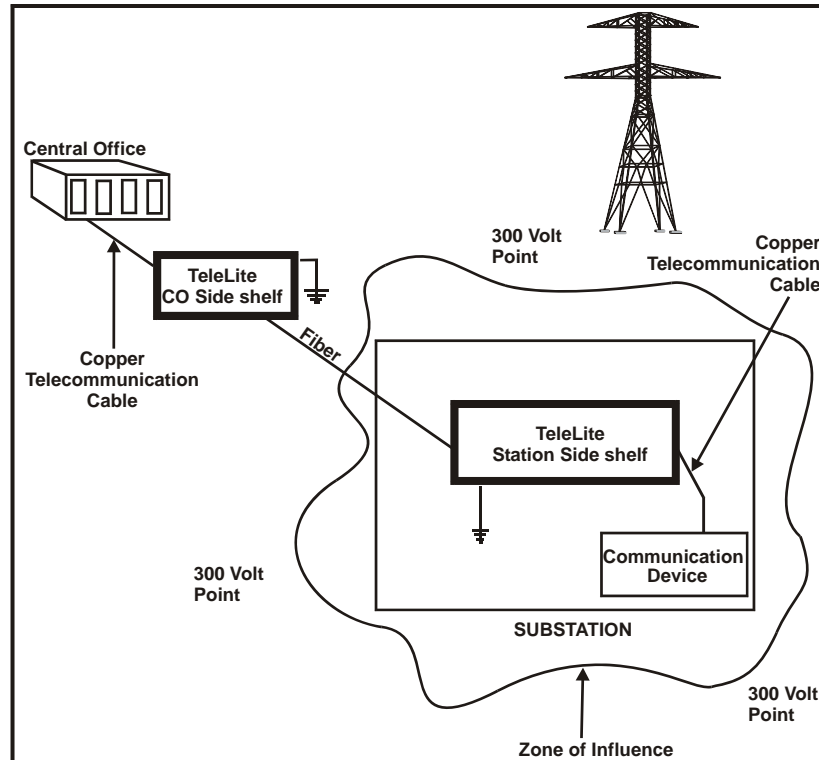 Central Office
TeleLite
CO Side shelf
Copper
Telecommunication
Cable
Fiber
300 Volt
Point
Copper
Telecommunication
Cable
TeleLite
Station Side shelf
Communication
Device
300 Volt
Point
SUBSTATION
300 Volt
Point
Zone of Influence